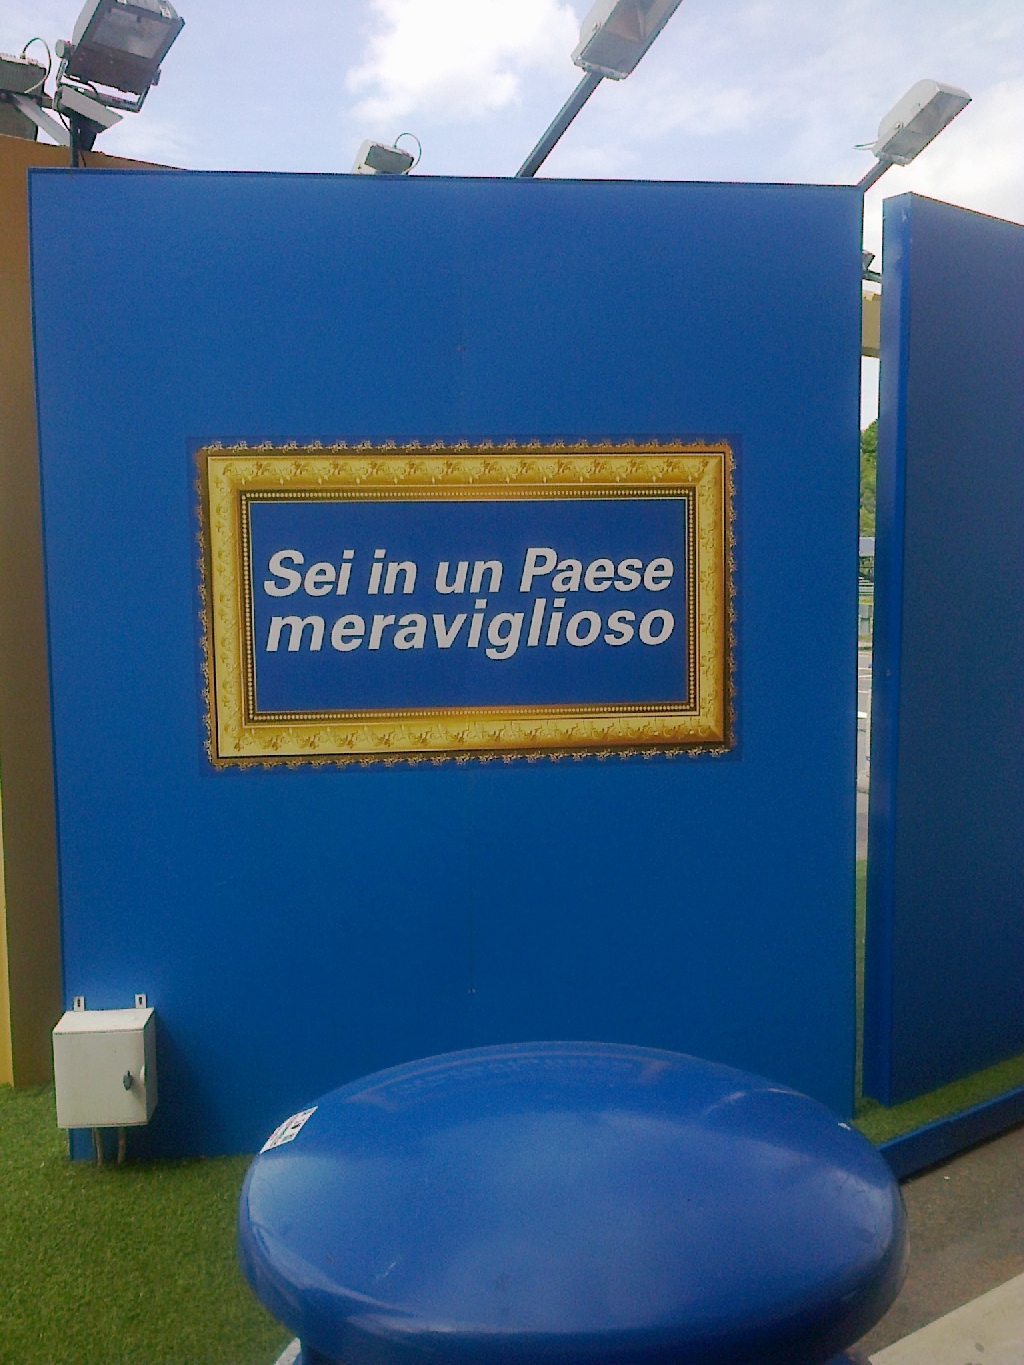 Sei in un Paese
meraviglioso